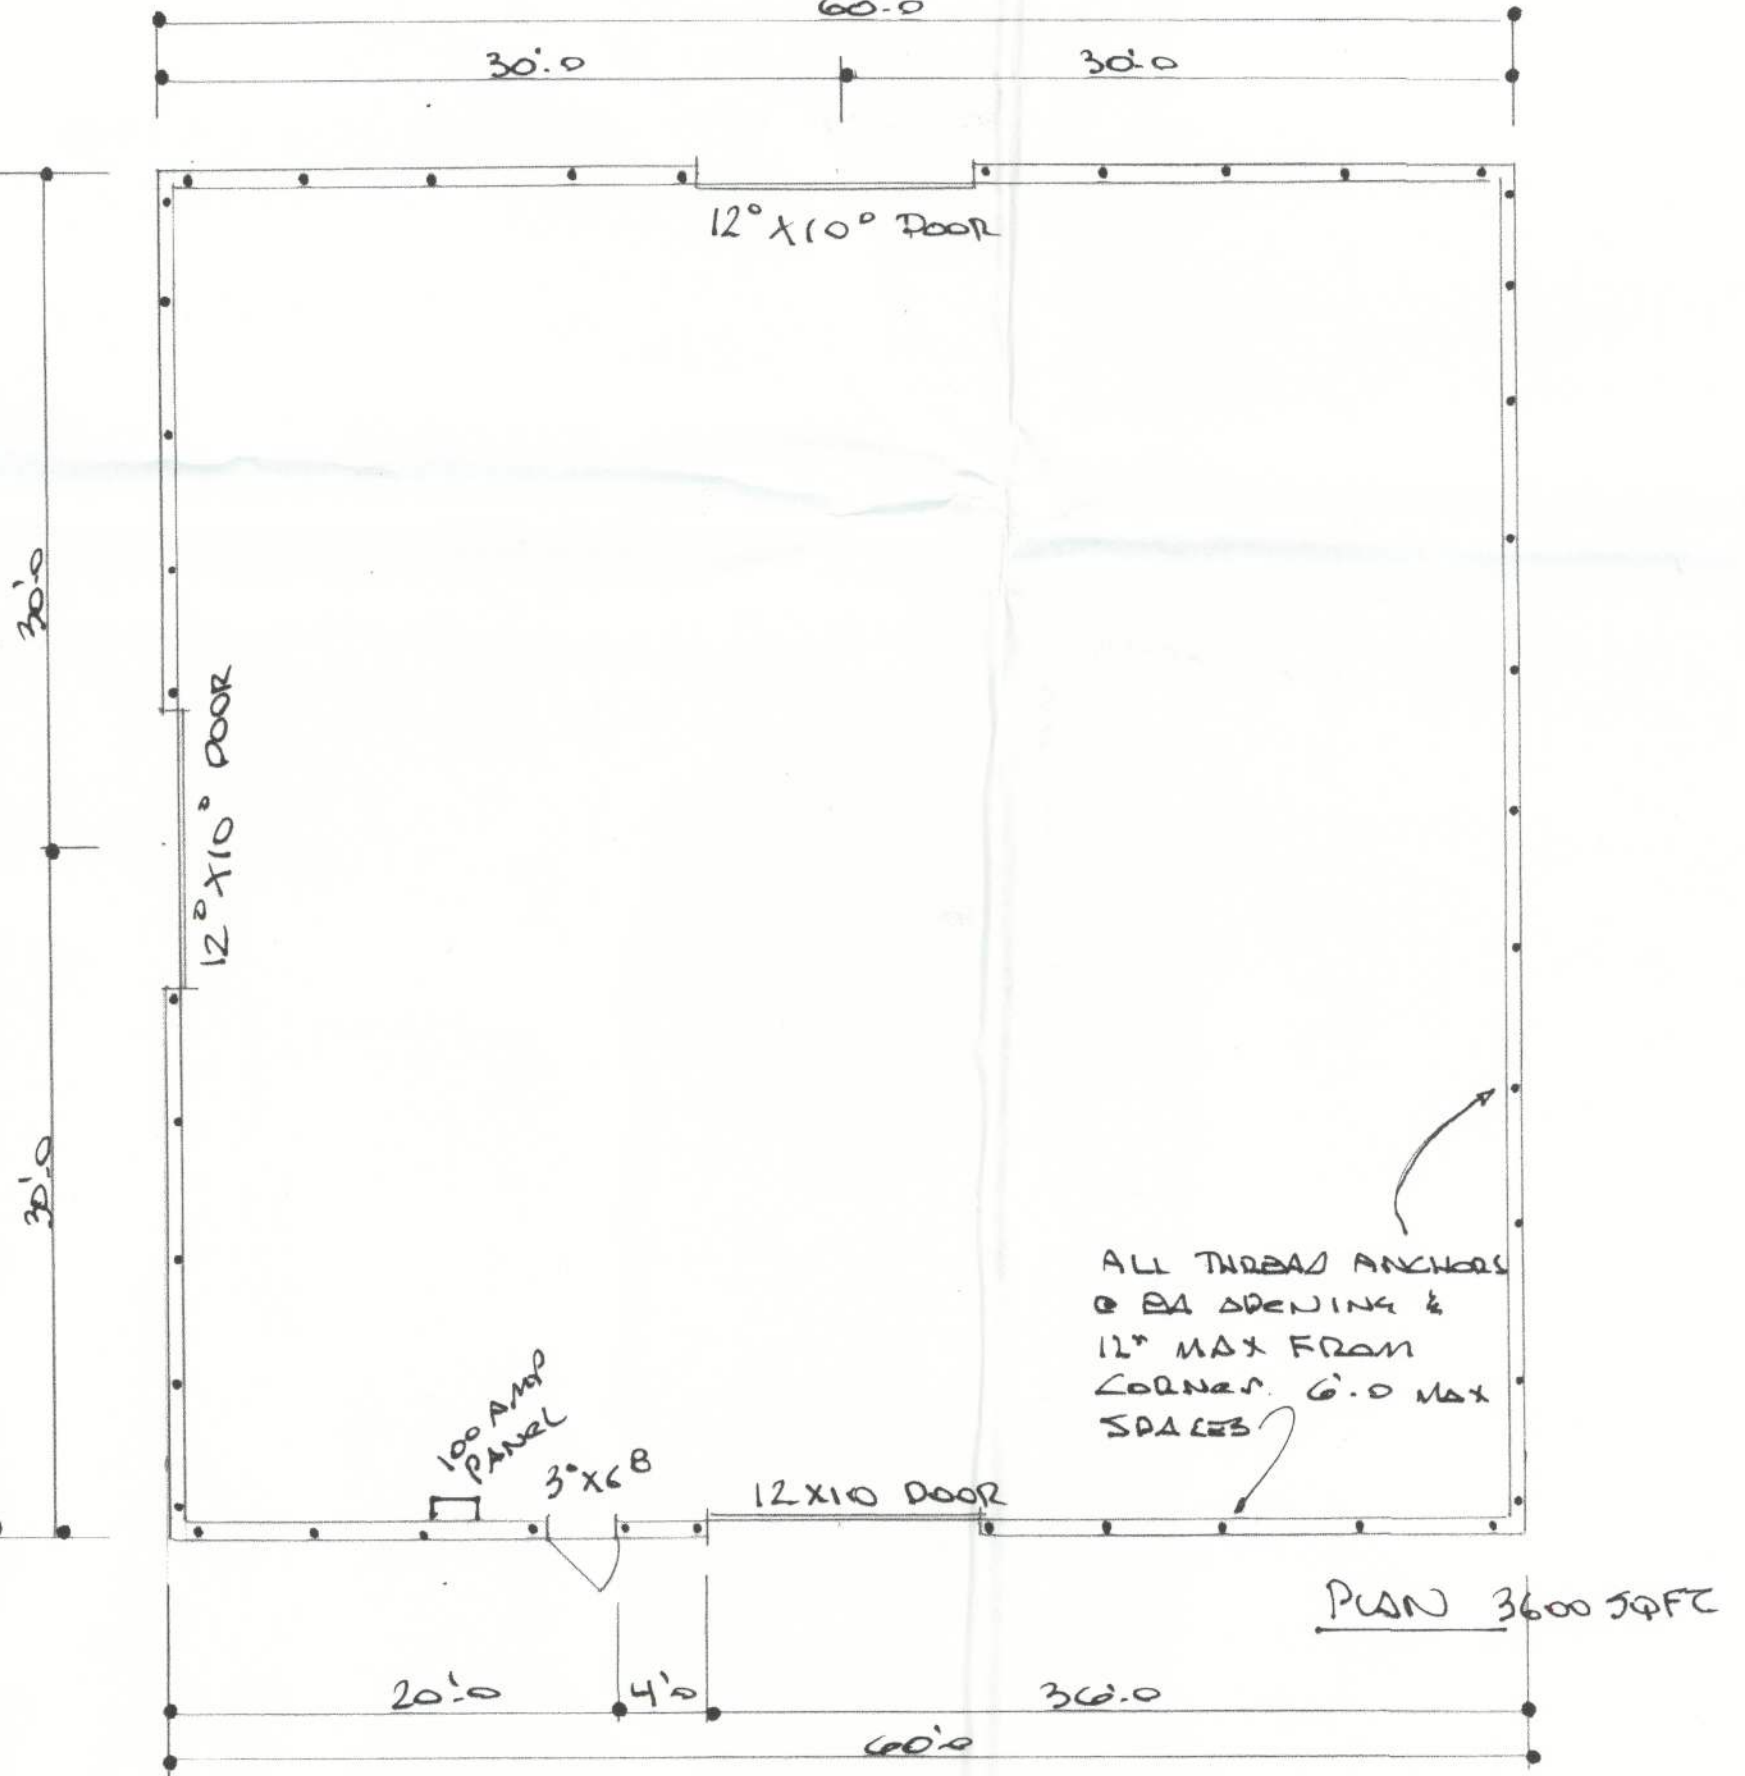 60-0
30'-0
30'-0
12° X 10° DOOR
30'-0
12° X 10° DOOR
30'-0
ALL THREAD ANCHORS
@ EA OPENING &
12" MAX FROM
CORNER. 6'-0 MAX
SPACES
100 AMP
PANEL
3° X 6⁸
12 X 10 DOOR
PLAN 3600 SQFT
20'-0
4'0
36'-0
60'0